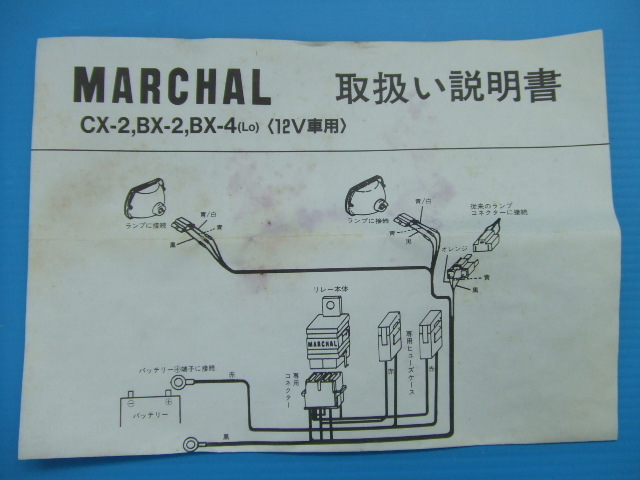 MARCHAL 取扱い説明書
CX-2,BX-2,BX-4(Lo)〈12V車用〉
青/白
ランプに接続
青
黒
青/白
ランプに接続
青
黒
従来のランプ
コネクターに接続
オレンジ
青
黒
リレー本体
MARCHAL
専用
コネクター
赤
専用ヒューズケース
赤
バッテリー⊕端子に接続
赤
⊖ ⊕
バッテリー
黒